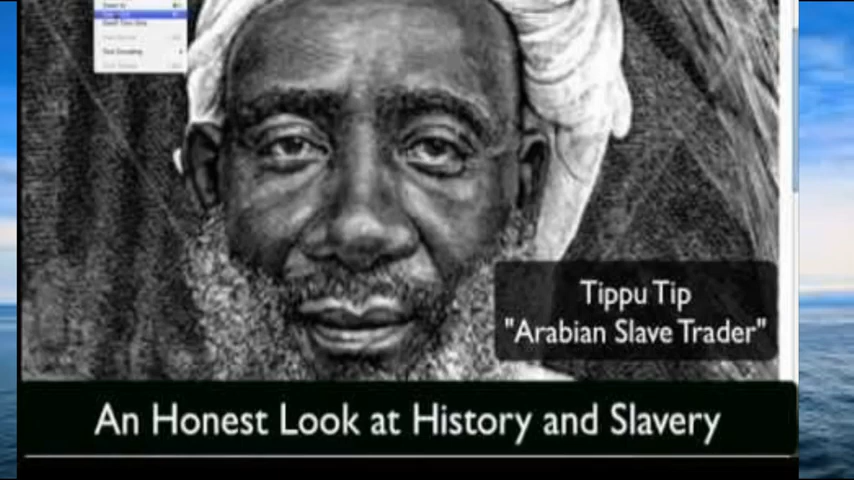 Tippu Tip
"Arabian Slave Trader"
An Honest Look at History and Slavery